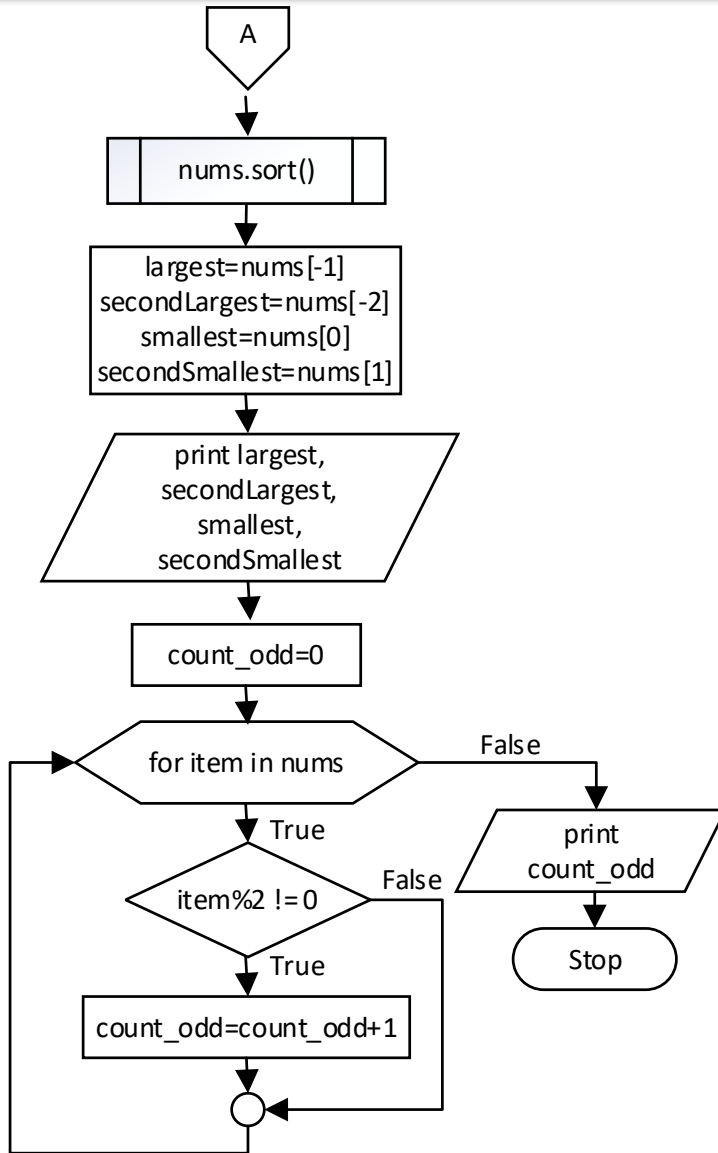 A
nums.sort()
largest=nums[-1]
secondLargest=nums[-2]
smallest=nums[0]
secondSmallest=nums[1]
print largest,
secondLargest,
smallest,
secondSmallest
count_odd=0
for item in nums
False
True
print
count_odd
item%2 != 0
False
True
Stop
count_odd=count_odd+1